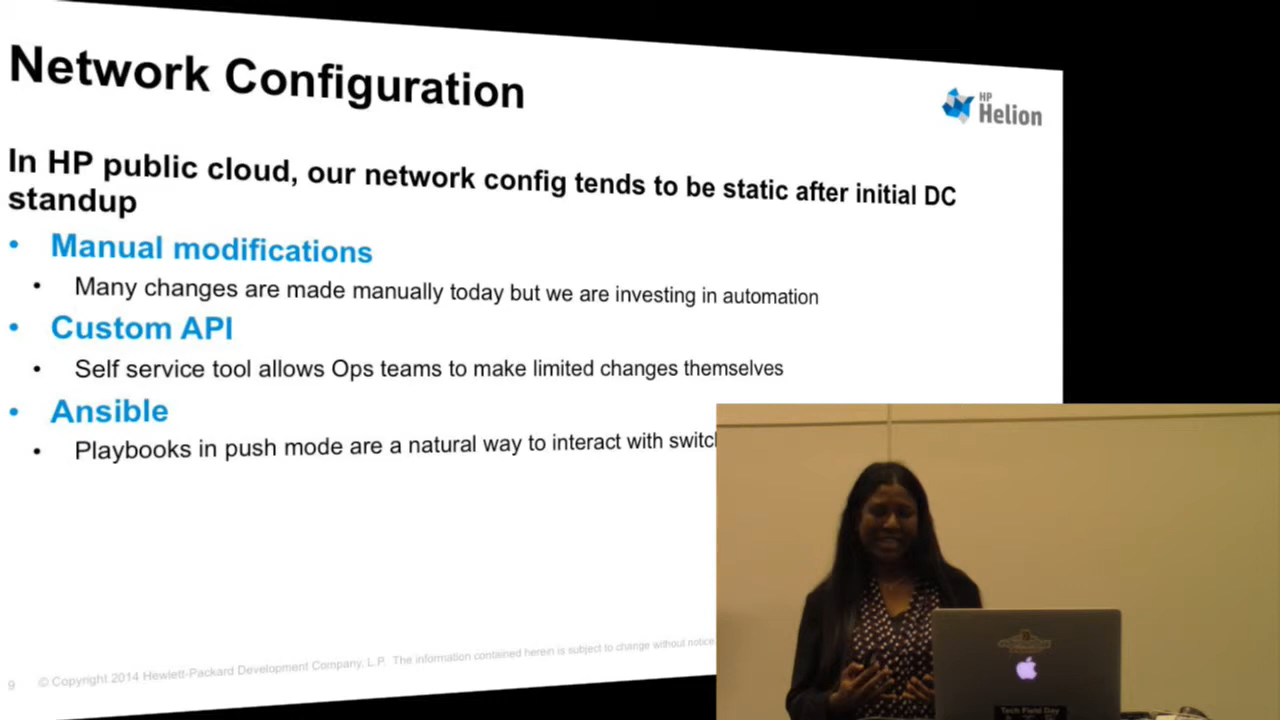 Network Configuration
HP
Helion
In HP public cloud, our network config tends to be static after initial DC
standup
• Manual modifications
• Many changes are made manually today but we are investing in automation
• Custom API
• Self service tool allows Ops teams to make limited changes themselves
• Ansible
• Playbooks in push mode are a natural way to interact with
9 © Copyright 2014 Hewlett-Packard Development Company, L.P. The information contained herein is subject to change without notice.
Tech Field Day